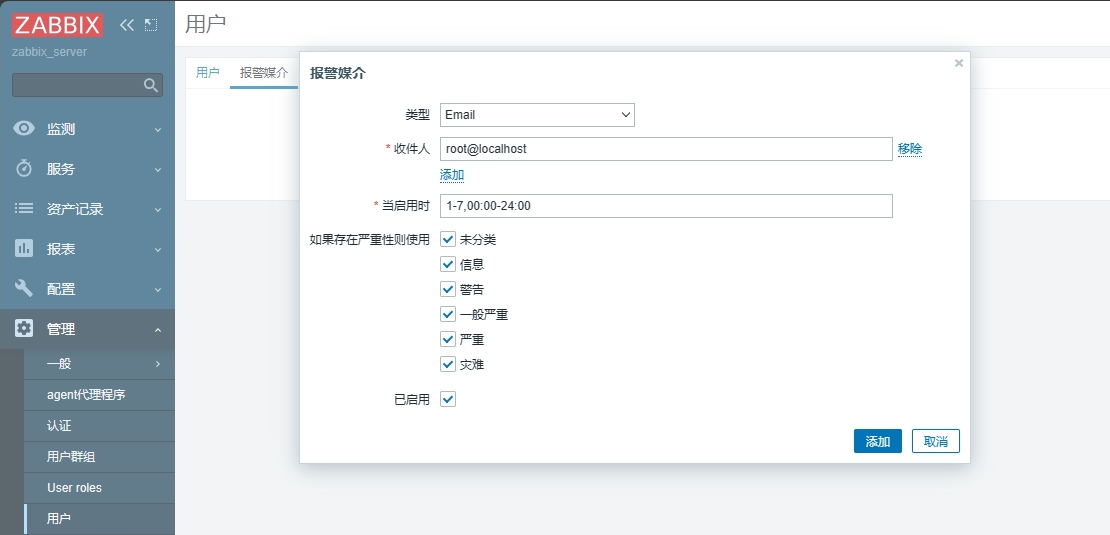 ZABBIX
zabbix_server
监测
服务
资产记录
报表
配置
管理
一般
agent代理程序
认证
用户群组
User roles
用户
用户
用户
报警媒介
报警媒介
类型
Email
* 收件人
root@localhost
移除
添加
* 当启用时
1-7,00:00-24:00
如果存在严重性则使用
未分类
信息
警告
一般严重
严重
灾难
已启用
添加
取消